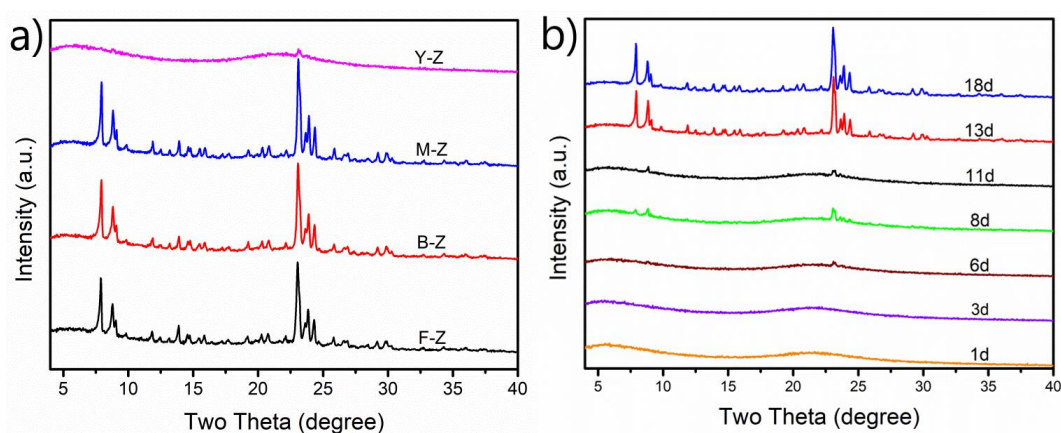 a)
Y-Z
M-Z
B-Z
F-Z
Intensity (a.u.)
5 10 15 20 25 30 35 40
Two Theta (degree)
b)
18d
13d
11d
8d
6d
3d
1d
Intensity (a.u.)
5 10 15 20 25 30 35 40
Two Theta (degree)